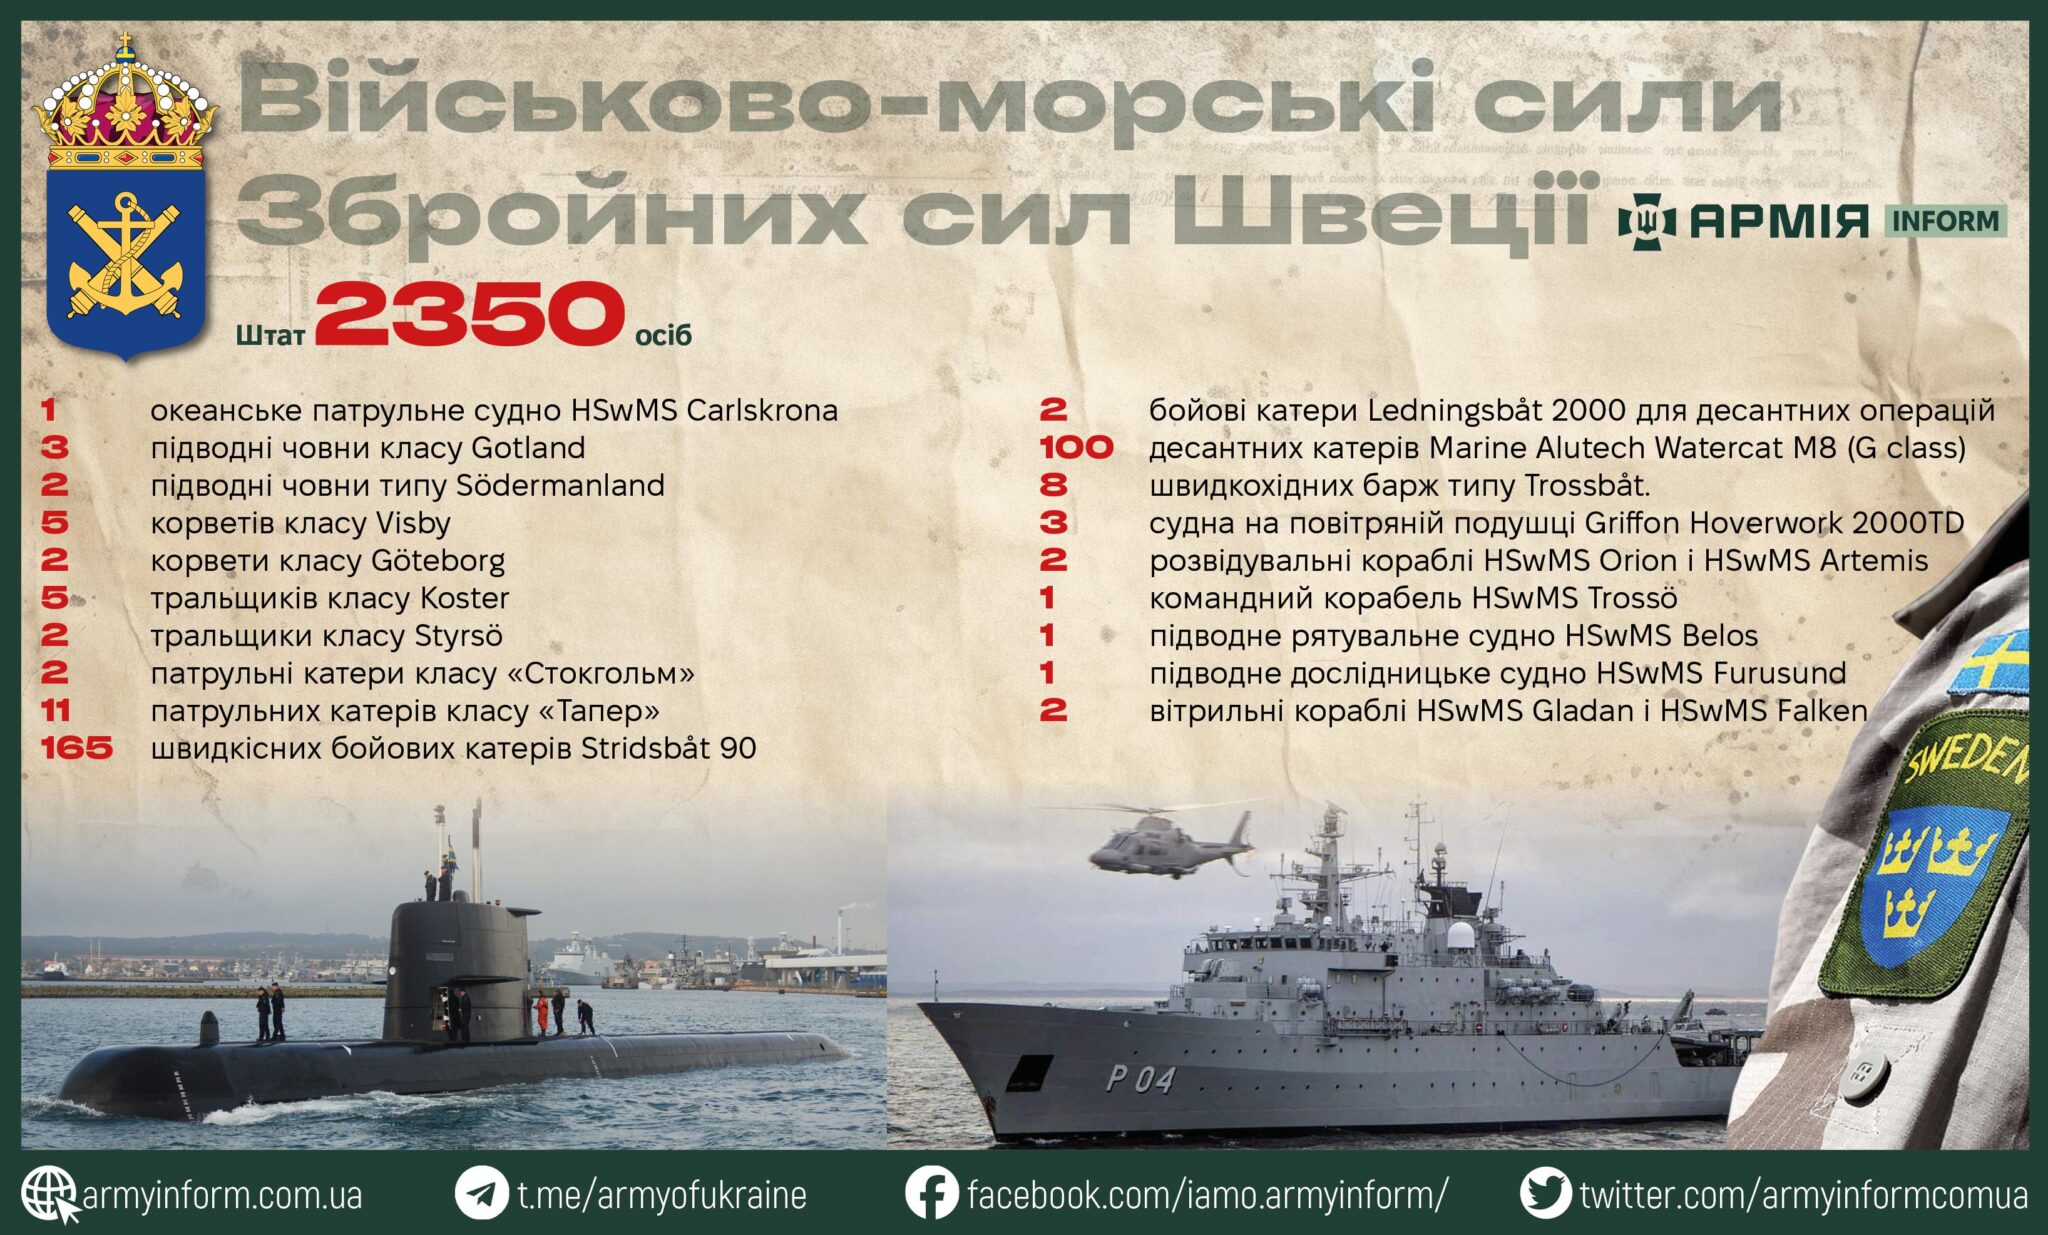 Військово-морські сили
Збройних сил Швеції
АРМІЯ INFORM
Штат 2350 осіб
1 океанське патрульне судно HSwMS Carlskrona
3 підводні човни класу Gotland
2 підводні човни типу Södermanland
5 корветів класу Visby
2 корвети класу Göteborg
5 тральщиків класу Koster
2 тральщики класу Styrsö
2 патрульні катери класу «Стокгольм»
11 патрульних катерів класу «Тапер»
165 швидкісних бойових катерів Stridsbåt 90
2 бойові катери Ledningsbåt 2000 для десантних операцій
100 десантних катерів Marine Alutech Watercat M8 (G class)
8 швидкохідних барж типу Trossbåt.
3 судна на повітряній подушці Griffon Hoverwork 2000TD
2 розвідувальні кораблі HSwMS Orion і HSwMS Artemis
1 командний корабель HSwMS Trossö
1 підводне рятувальне судно HSwMS Belos
1 підводне дослідницьке судно HSwMS Furusund
2 вітрильні кораблі HSwMS Gladan і HSwMS Falken
SWEDEN
P 04
armyinform.com.ua
t.me/armyofukraine
facebook.com/iamo.armyinform/
twitter.com/armyinformcomua